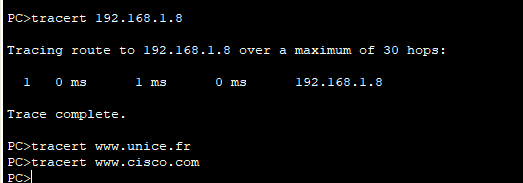 PC>tracert 192.168.1.8
Tracing route to 192.168.1.8 over a maximum of 30 hops:
1 0 ms 1 ms 0 ms 192.168.1.8
Trace complete.
PC>tracert www.unice.fr
PC>tracert www.cisco.com
PC>